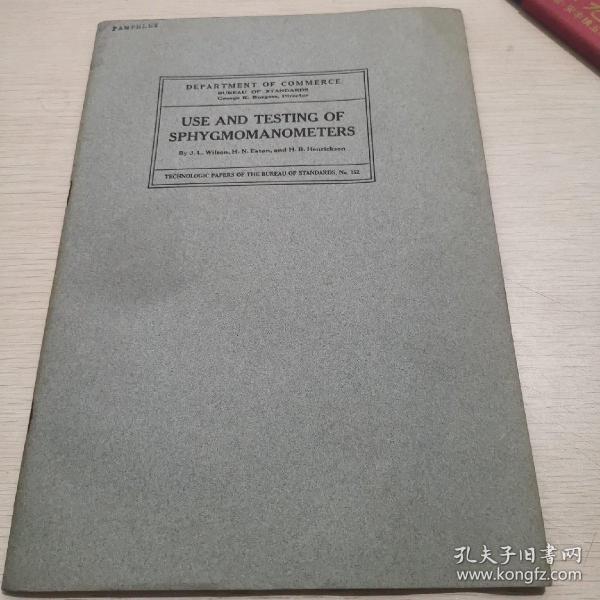 PAMPHLET
DEPARTMENT OF COMMERCE
BUREAU OF STANDARDS
George K. Burgess, Director
USE AND TESTING OF
SPHYGMOMANOMETERS
By J. L. Wilson, H. N. Eaton, and H. B. Henrickson
TECHNOLOGIC PAPERS OF THE BUREAU OF STANDARDS, No. 352
孔夫子旧书网
www.kongfz.com